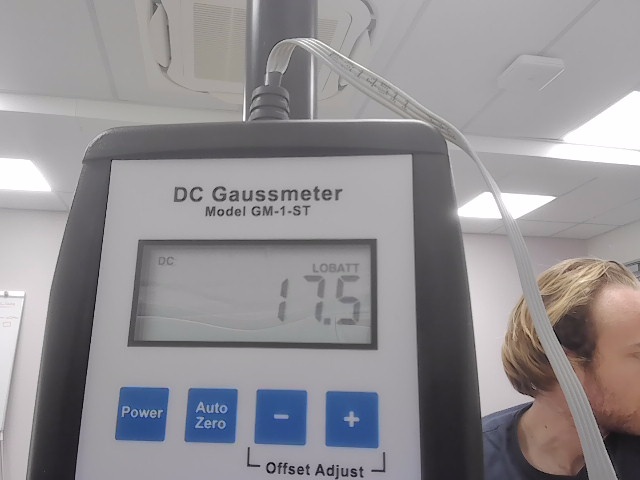 DC Gaussmeter
Model GM-1-ST
DC
LOBATT
17.5
Power
Auto
Zero
-
+
Offset Adjust